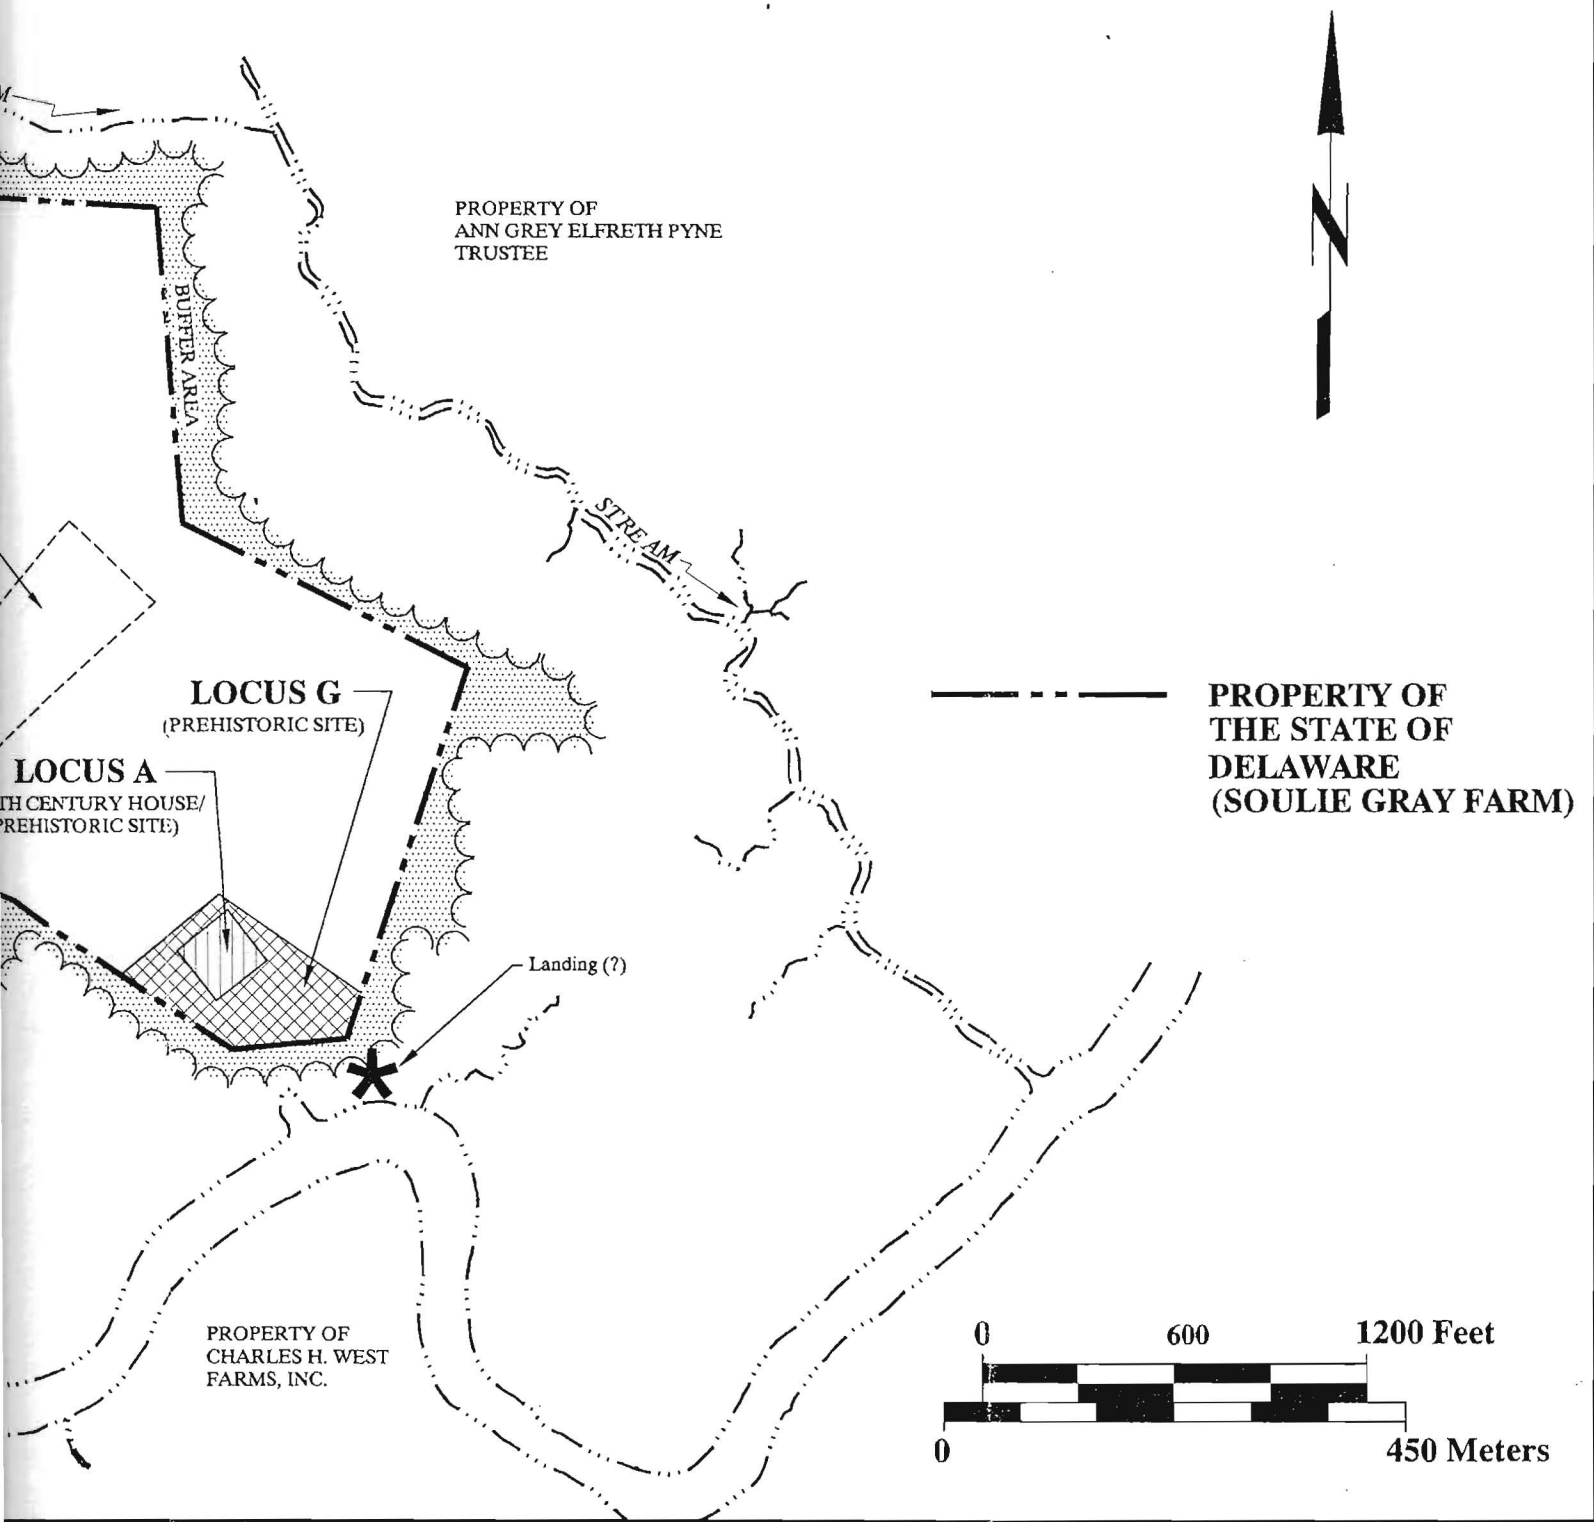 M
N
PROPERTY OF
ANN GREY ELFRETH PYNE
TRUSTEE
BUFFER AREA
STREAM
LOCUS G
(PREHISTORIC SITE)
PROPERTY OF
THE STATE OF
DELAWARE
(SOULIE GRAY FARM)
LOCUS A
TH CENTURY HOUSE/
PREHISTORIC SITE)
Landing (?)
PROPERTY OF
CHARLES H. WEST
FARMS, INC.
0 600 1200 Feet
0 450 Meters